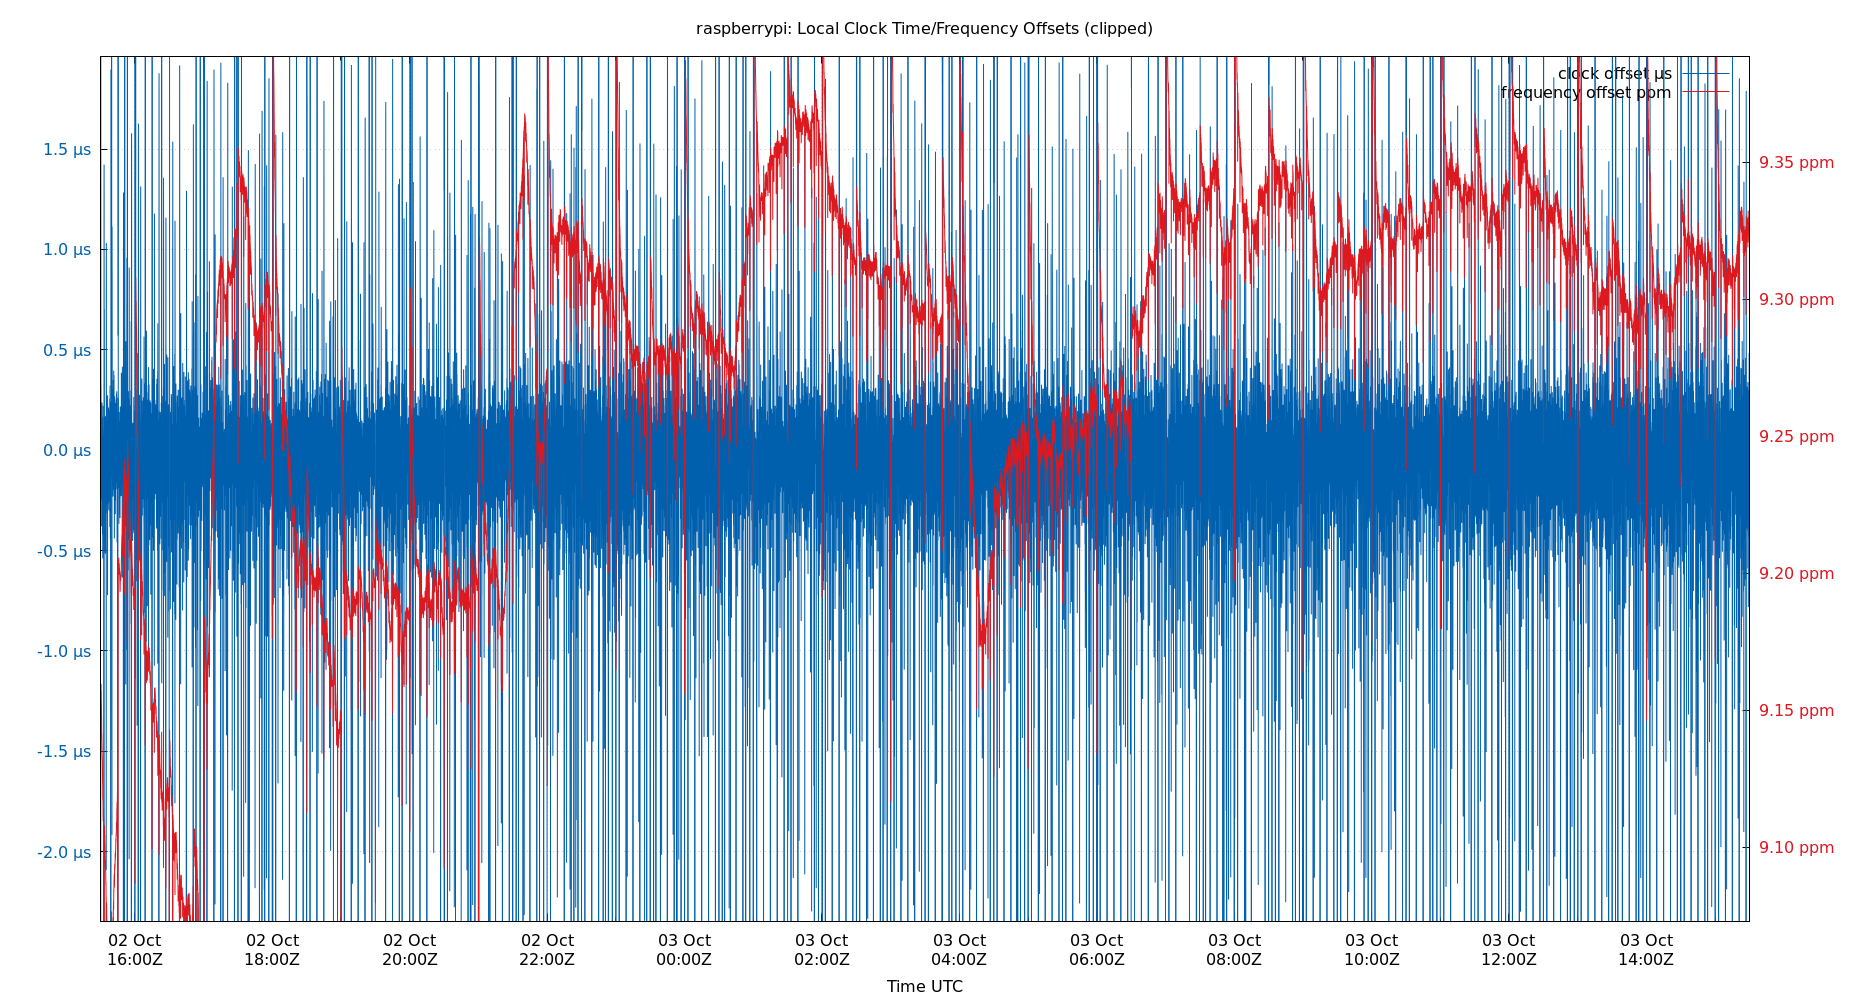 raspberrypi: Local Clock Time/Frequency Offsets (clipped)
clock offset µs
frequency offset ppm
1.5 µs
1.0 µs
0.5 µs
0.0 µs
-0.5 µs
-1.0 µs
-1.5 µs
-2.0 µs
9.35 ppm
9.30 ppm
9.25 ppm
9.20 ppm
9.15 ppm
9.10 ppm
02 Oct 02 Oct 02 Oct 02 Oct 03 Oct 03 Oct 03 Oct 03 Oct 03 Oct 03 Oct 03 Oct 03 Oct
16:00Z 18:00Z 20:00Z 22:00Z 00:00Z 02:00Z 04:00Z 06:00Z 08:00Z 10:00Z 12:00Z 14:00Z
Time UTC